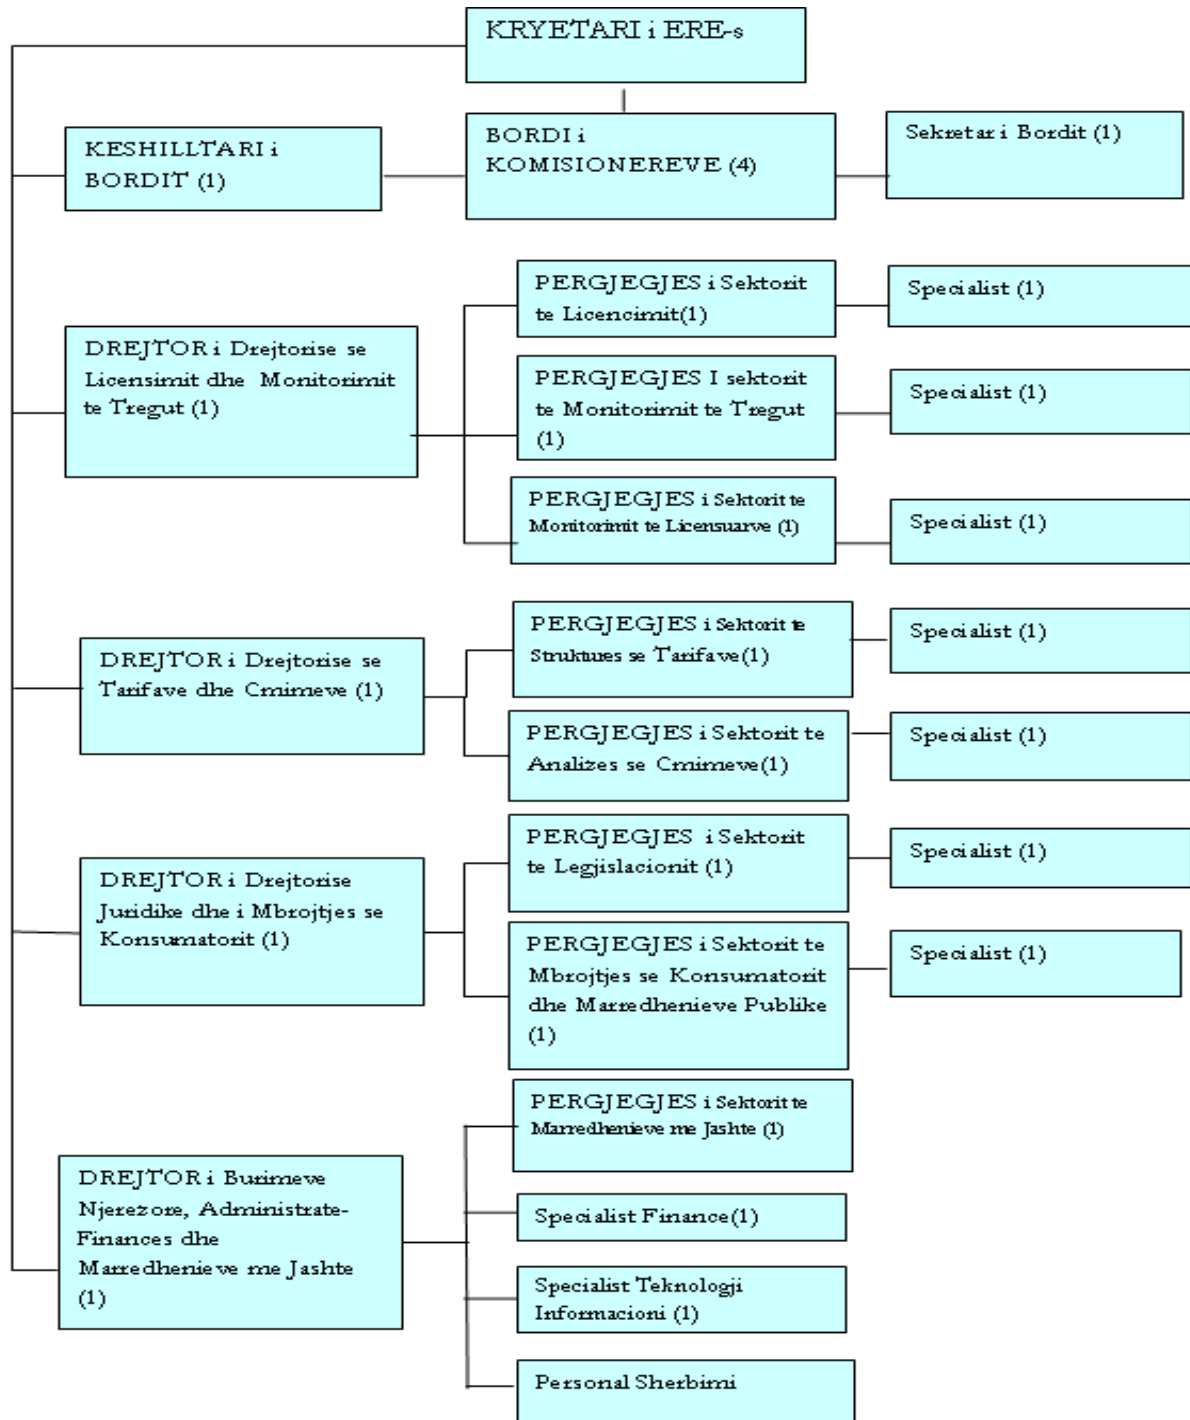 KRYETARI i ERE-s
KESHILLTARI i
BORDIT (1)
BORDI i
KOMISIONEREVE (4)
Sekretar i Bordit (1)
DREJTOR i Drejtorise se
Licensimit dhe Monitorimit
te Tregut (1)
PERGJEGJES i Sektorit
te Licencimit(1)
Specialist (1)
PERGJEGJES I sektorit
te Monitorimit te Tregut
(1)
Specialist (1)
PERGJEGJES i Sektorit te
Monitorimit te Licensuarve (1)
Specialist (1)
DREJTOR i Drejtorise se
Tarifave dhe Cmimeve (1)
PERGJEGJES i Sektorit te
Struktures se Tarifave(1)
Specialist (1)
PERGJEGJES i Sektorit te
Analizes se Cmimeve(1)
Specialist (1)
DREJTOR i Drejtorise
Juridike dhe i Mbrojtjes se
Konsumatorit (1)
PERGJEGJES i Sektorit
te Legjislacionit (1)
Specialist (1)
PERGJEGJES i Sektorit te
Mbrojtjes se Konsumatorit
dhe Marredhenieve Publike
(1)
Specialist (1)
DREJTOR i Burimeve
Njerezore, Administrate-
Finances dhe
Marredhenieve me Jashte
(1)
PERGJEGJES i Sektorit te
Marredhenieve me Jashte (1)
Specialist Finance(1)
Specialist Teknologji
Informacioni (1)
Personal Sherbimi